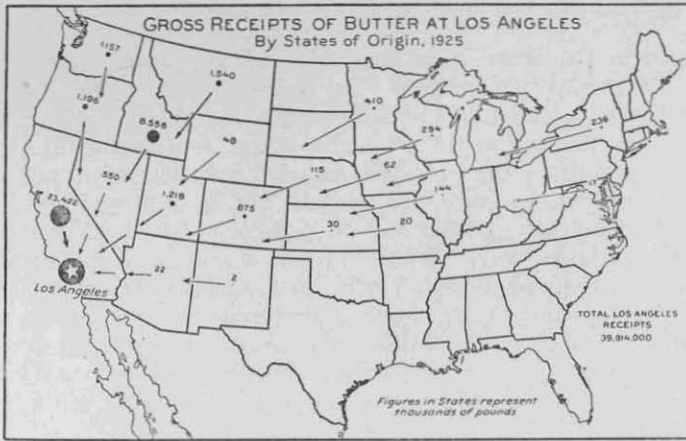 GROSS RECEIPTS OF BUTTER AT LOS ANGELES
By States of Origin, 1925
1,157
1,540
1,196
410
8,558
294
236
48
550
115
62
1,218
144
23,422
875
30
20
22
2
Los Angeles
TOTAL LOS ANGELES
RECEIPTS
39,914,000
Figures in States represent
thousands of pounds